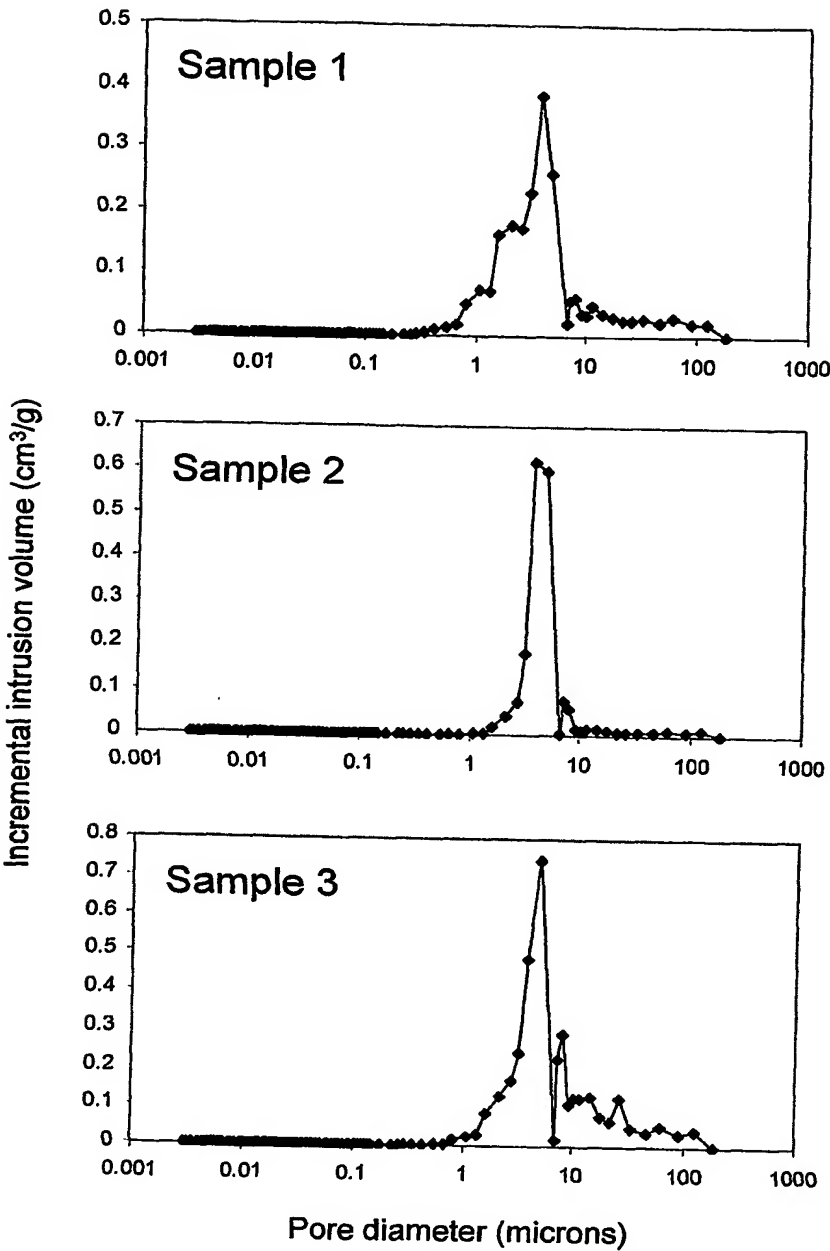 Incremental intrusion volume (cm³/g)
Sample 1
0.5
0.4
0.3
0.2
0.1
0
0.001 0.01 0.1 1 10 100 1000
Sample 2
0.7
0.6
0.5
0.4
0.3
0.2
0.1
0
0.001 0.01 0.1 1 10 100 1000
Sample 3
0.8
0.7
0.6
0.5
0.4
0.3
0.2
0.1
0
0.001 0.01 0.1 1 10 100 1000
Pore diameter (microns)